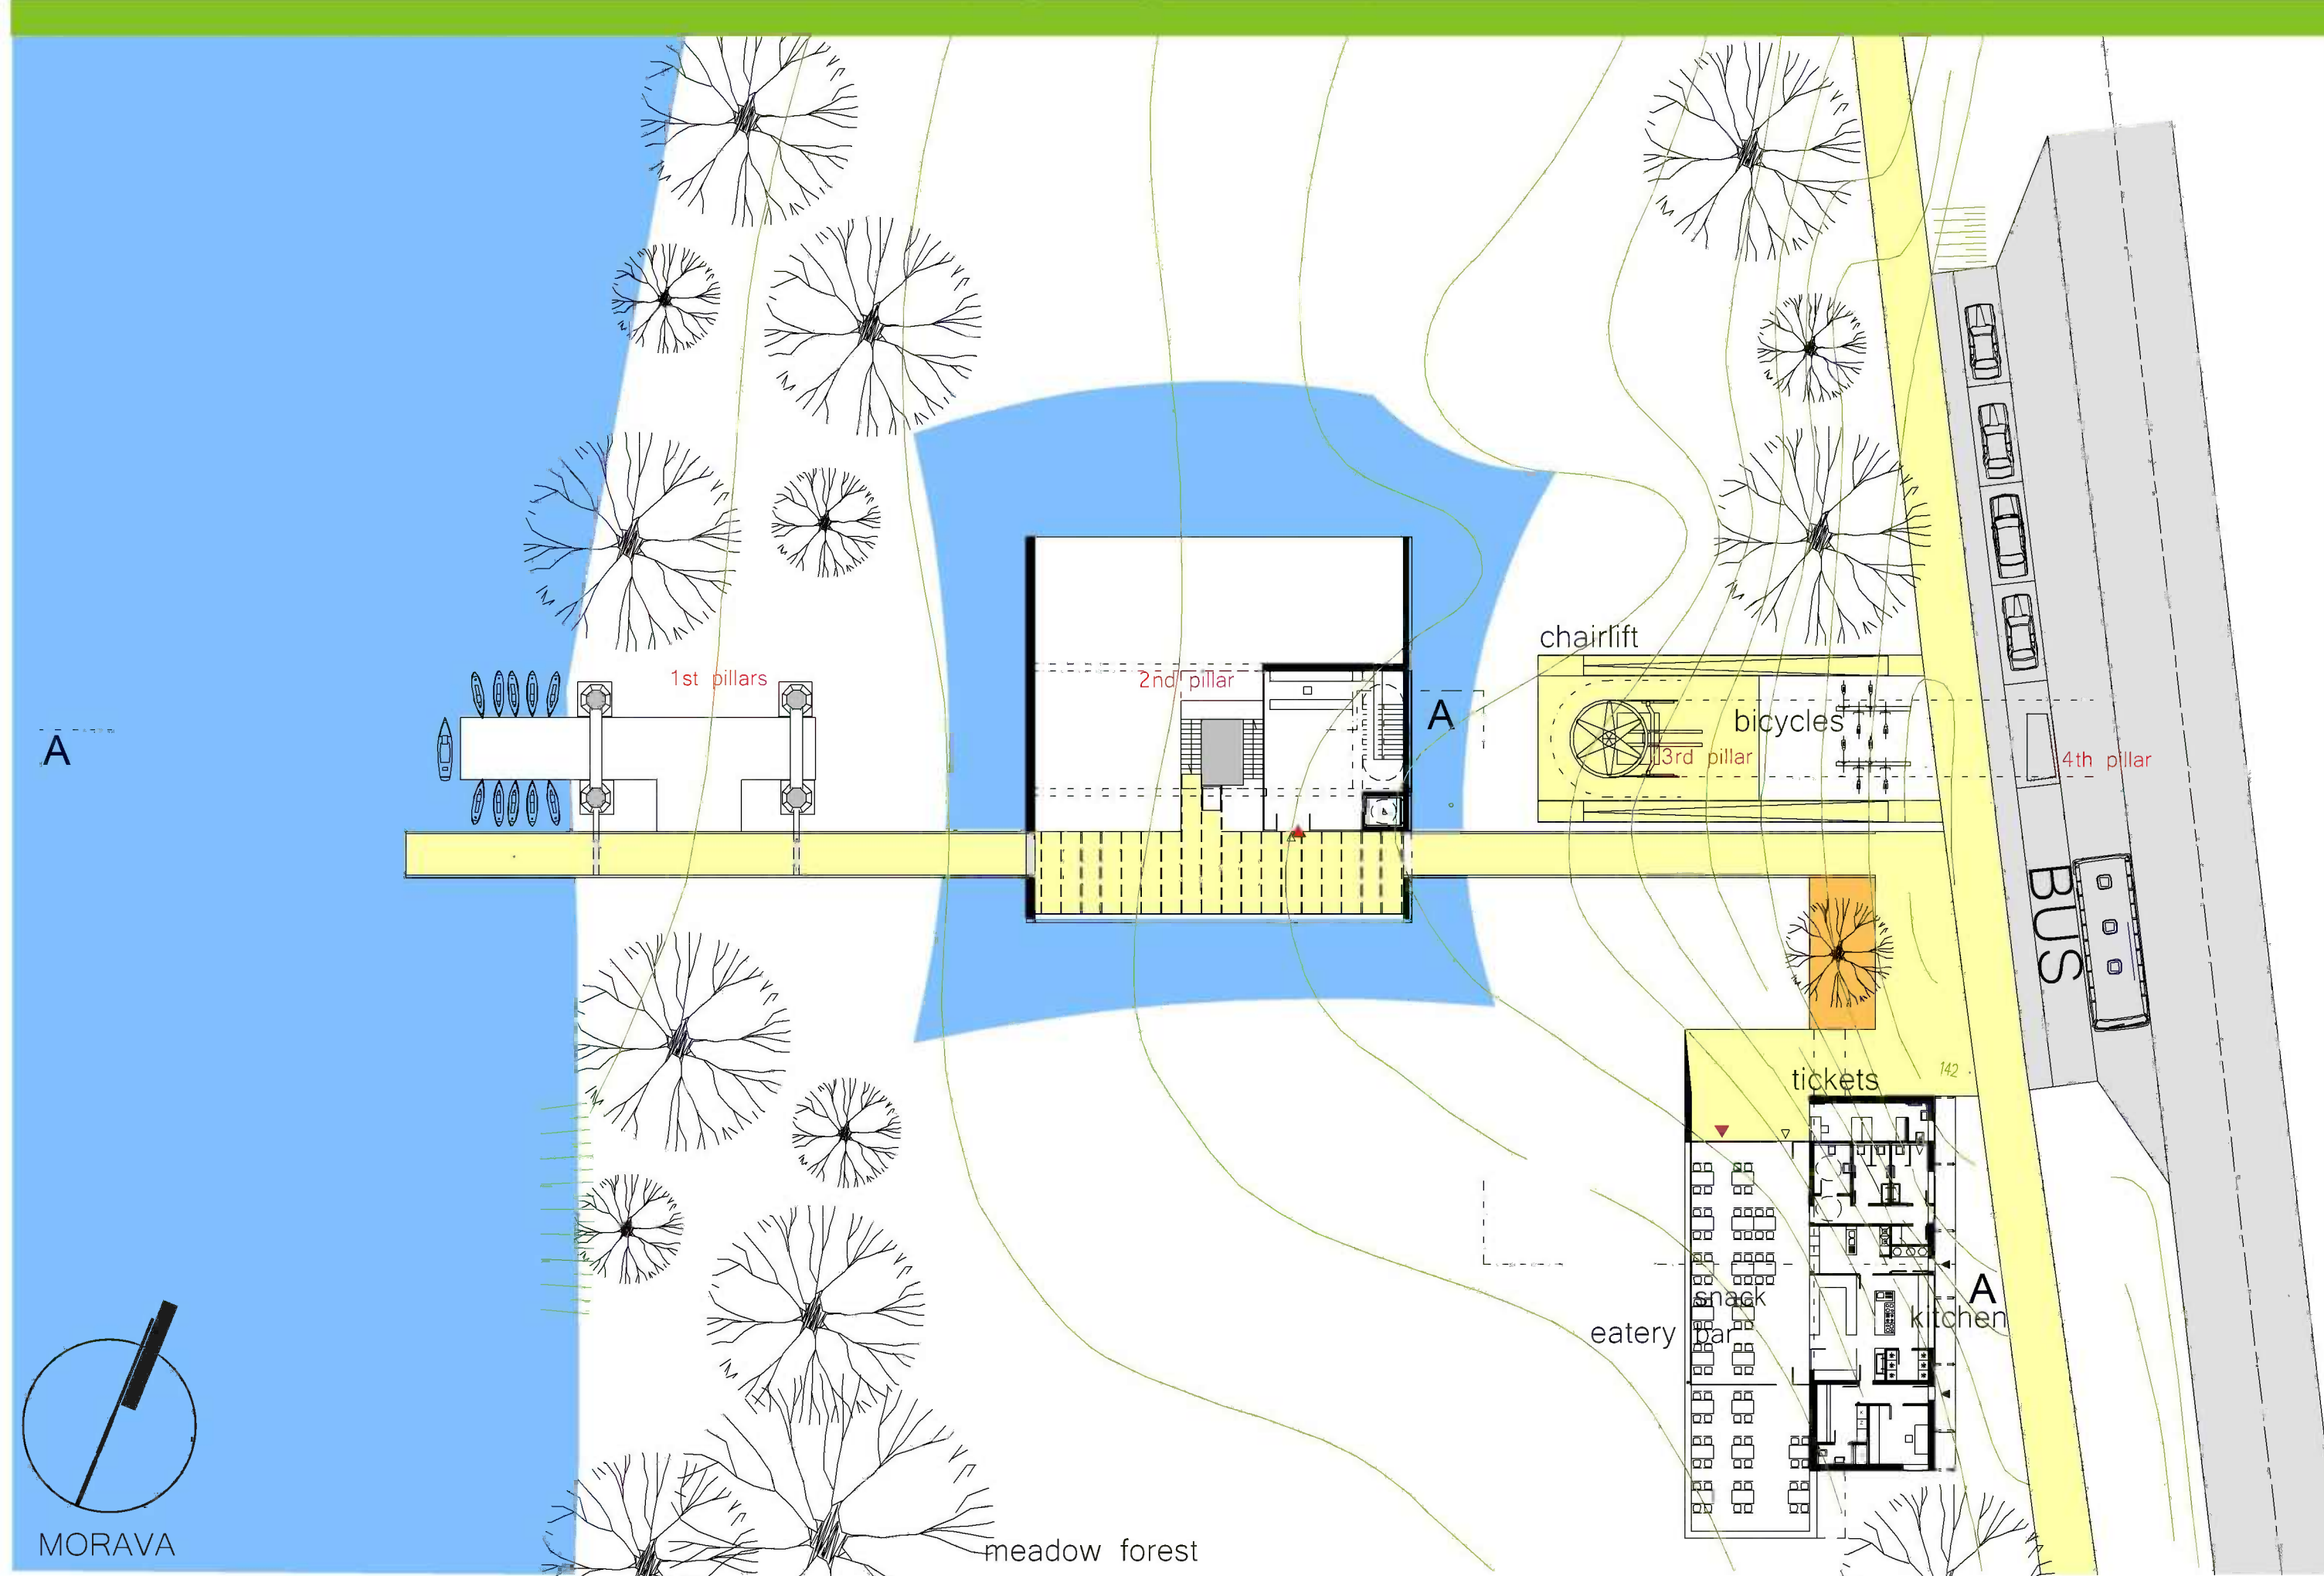 chairlift
1st pillars
2nd pillar
A
bicycles
A
3rd pillar
4th pillar
BUS
142
tickets
A
snack
kitchen
eatery bar
MORAVA
meadow forest